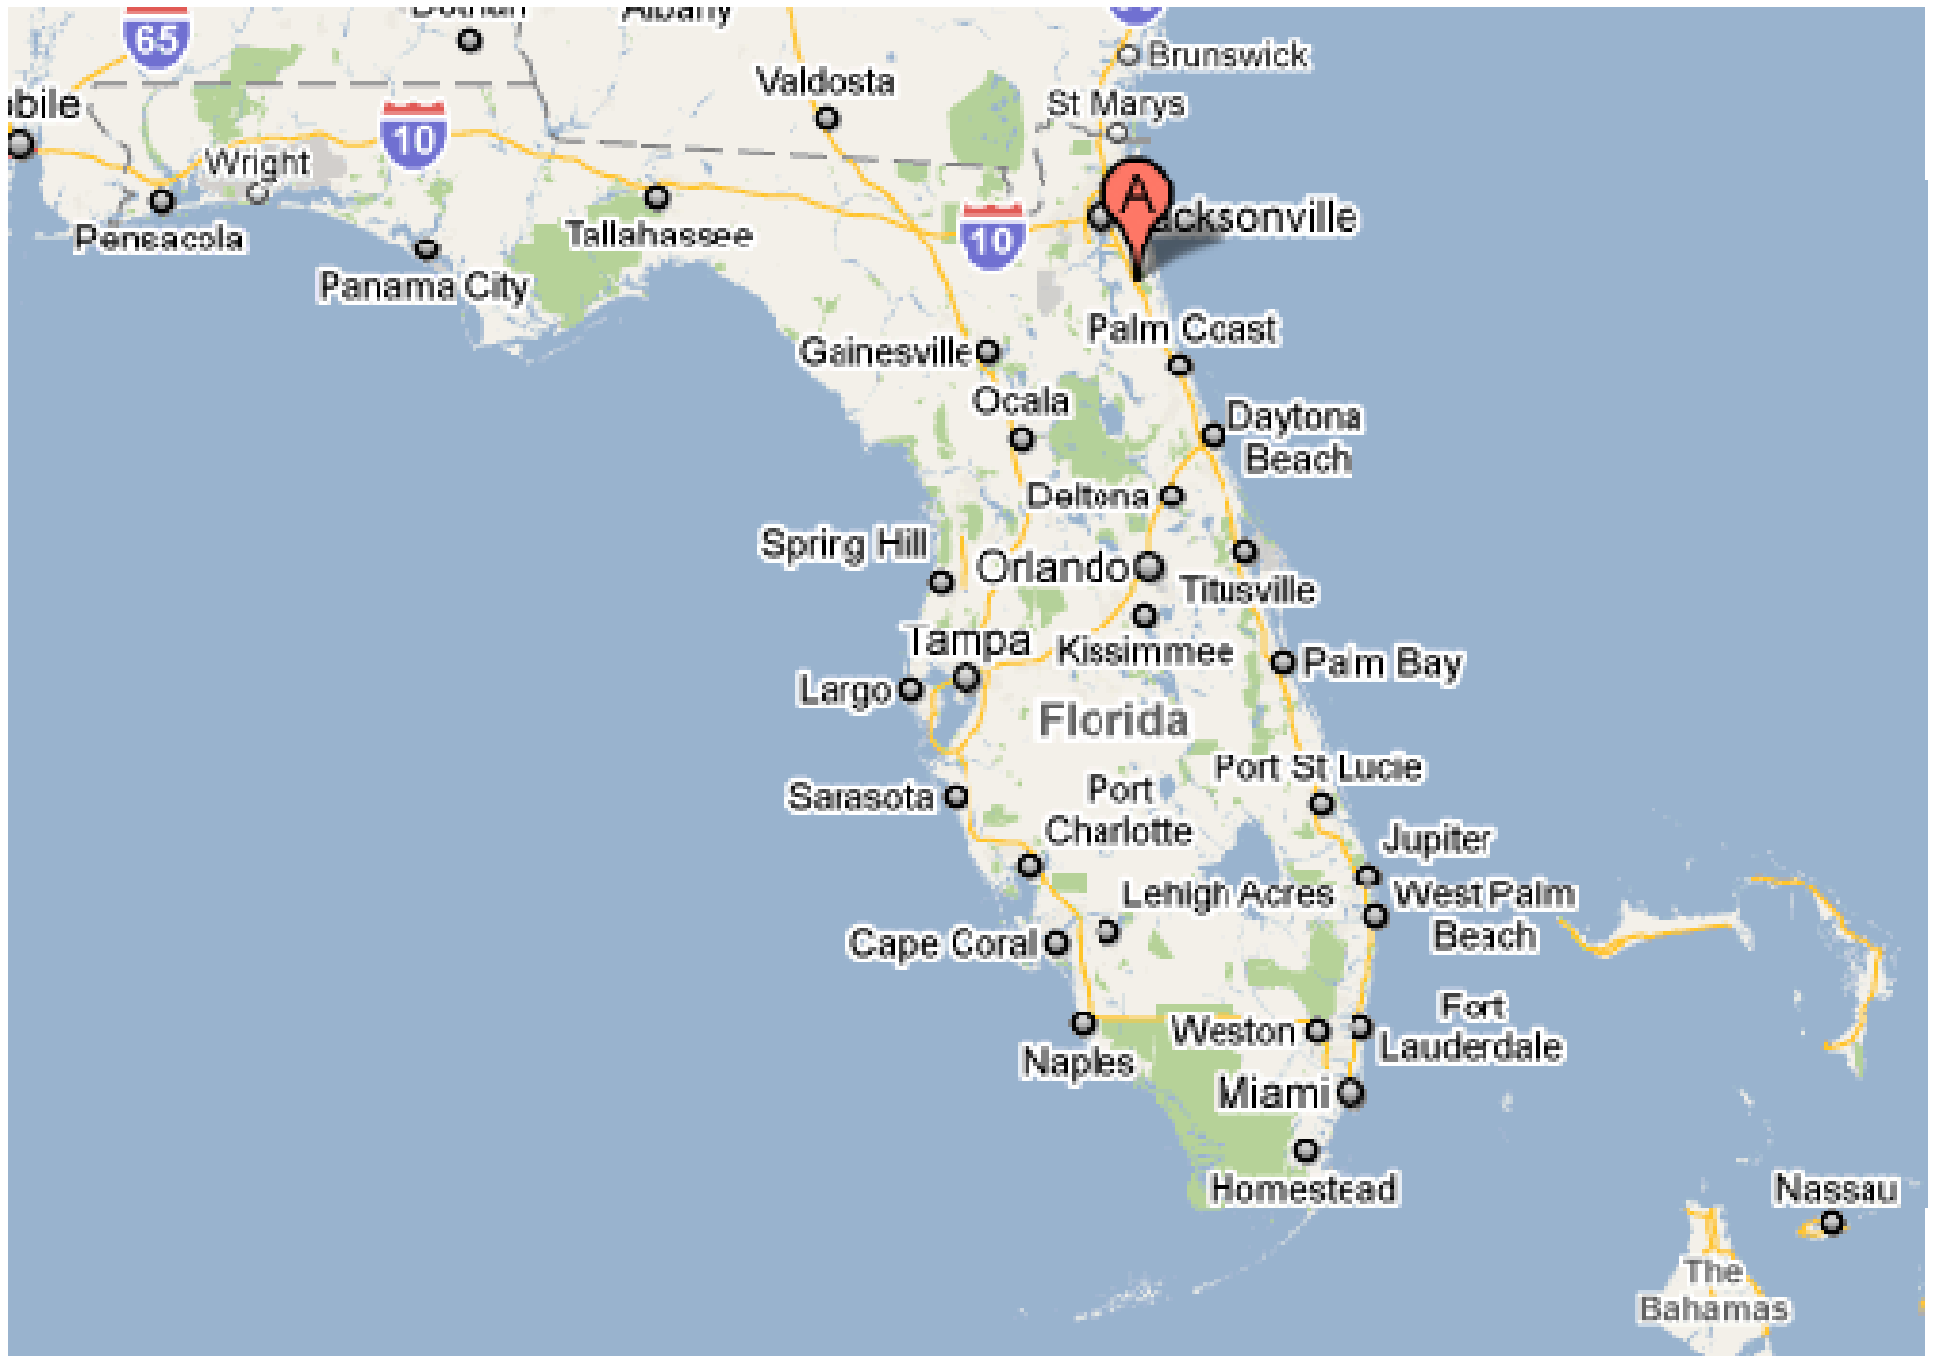 65
Albany
Brunswick
Valdosta
St Marys
10
Wright
A
Pensacola
Tallahassee
10
Panama City
Palm Coast
Gainesville
Ocala
Daytona
Beach
Deltona
Spring Hill
Orlando
Titusville
Tampa
Kissimmee
Palm Bay
Largo
Florida
Port St Lucie
Sarasota
Port
Charlotte
Jupiter
Lehigh Acres
West Palm
Beach
Cape Coral
Fort
Lauderdale
Weston
Naples
Miami
Homestead
Nassau
The
Bahamas